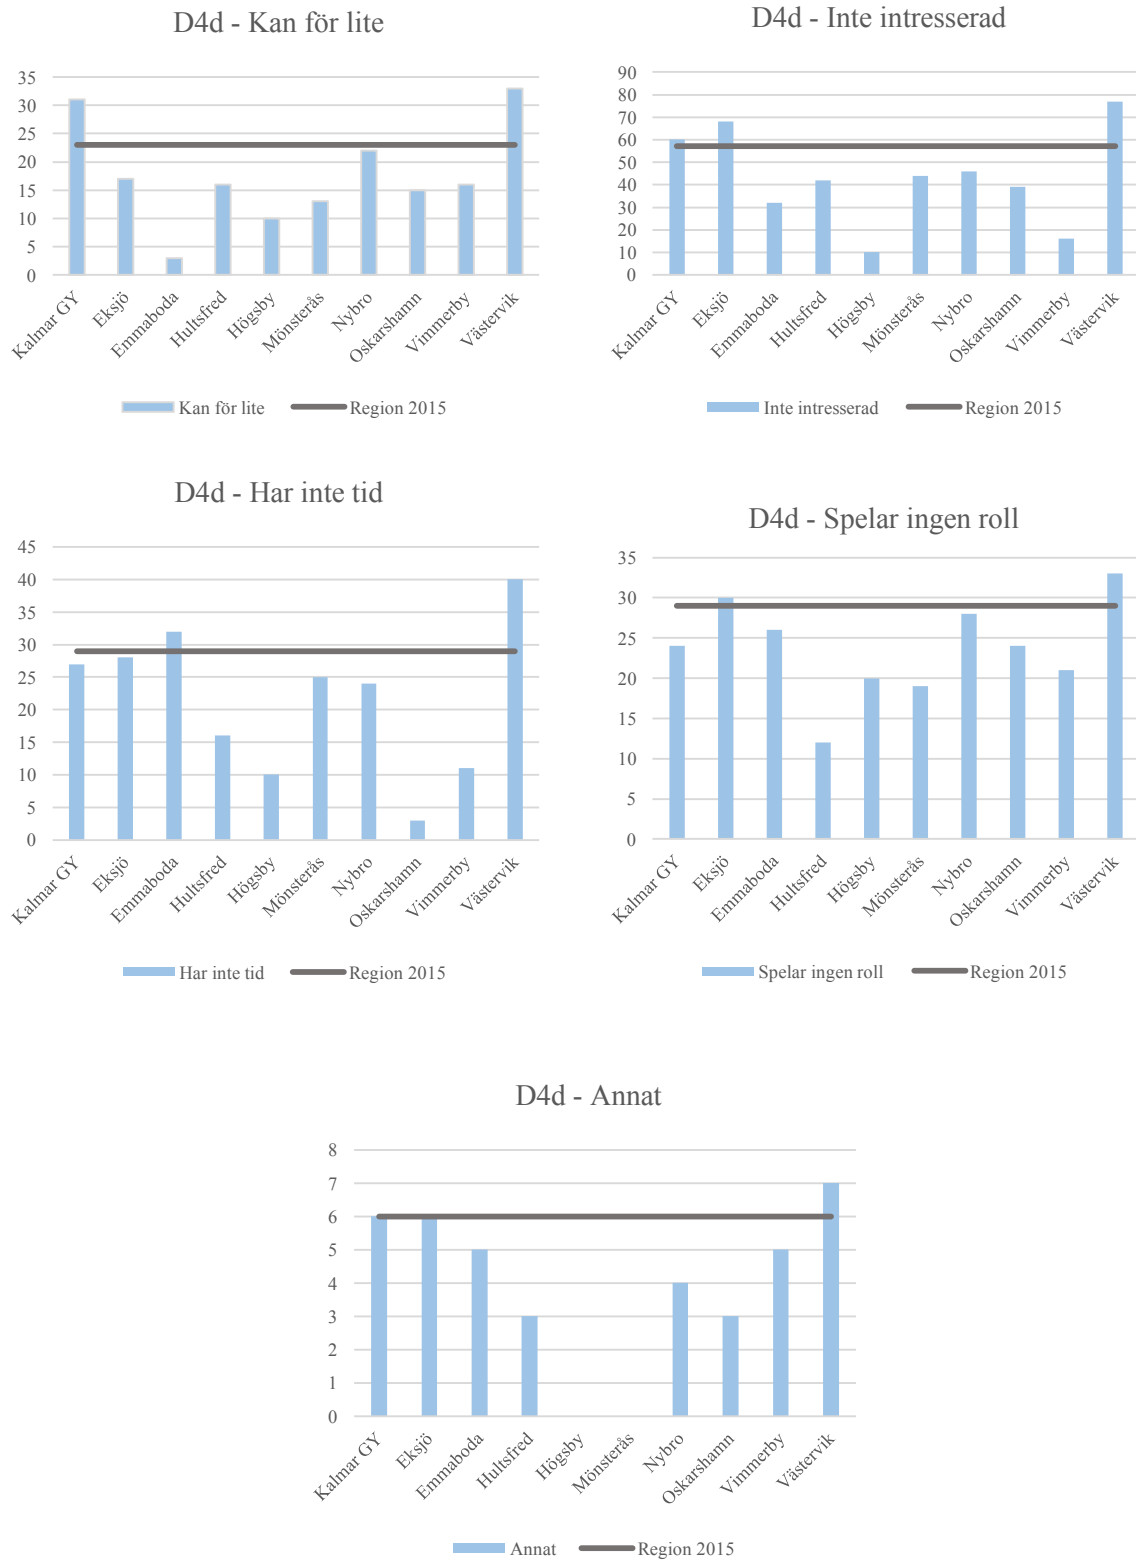 D4d - Kan för lite
35
30
25
20
15
10
5
0
Kalmar GY
Eksjö
Emmaboda
Hultsfred
Högsby
Mönsterås
Nybro
Oskarshamn
Vimmerby
Västervik
Kan för lite
Region 2015
D4d - Inte intresserad
90
80
70
60
50
40
30
20
10
0
Kalmar GY
Eksjö
Emmaboda
Hultsfred
Högsby
Mönsterås
Nybro
Oskarshamn
Vimmerby
Västervik
Inte intresserad
Region 2015
D4d - Har inte tid
45
40
35
30
25
20
15
10
5
0
Kalmar GY
Eksjö
Emmaboda
Hultsfred
Högsby
Mönsterås
Nybro
Oskarshamn
Vimmerby
Västervik
Har inte tid
Region 2015
D4d - Spelar ingen roll
35
30
25
20
15
10
5
0
Kalmar GY
Eksjö
Emmaboda
Hultsfred
Högsby
Mönsterås
Nybro
Oskarshamn
Vimmerby
Västervik
Spelar ingen roll
Region 2015
D4d - Annat
8
7
6
5
4
3
2
1
0
Kalmar GY
Eksjö
Emmaboda
Hultsfred
Högsby
Mönsterås
Nybro
Oskarshamn
Vimmerby
Västervik
Annat
Region 2015